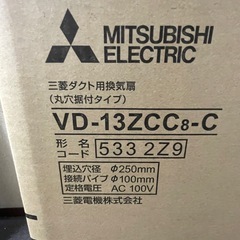 MITSUBISHI
ELECTRIC
三菱ダクト用換気扇
(丸穴据付タイプ)
VD-13ZCC8-C
形名コード 533 2Z9
埋込穴径 Φ250mm
接続パイプ Φ100mm
定格電圧 AC 100V
三菱電機株式会社